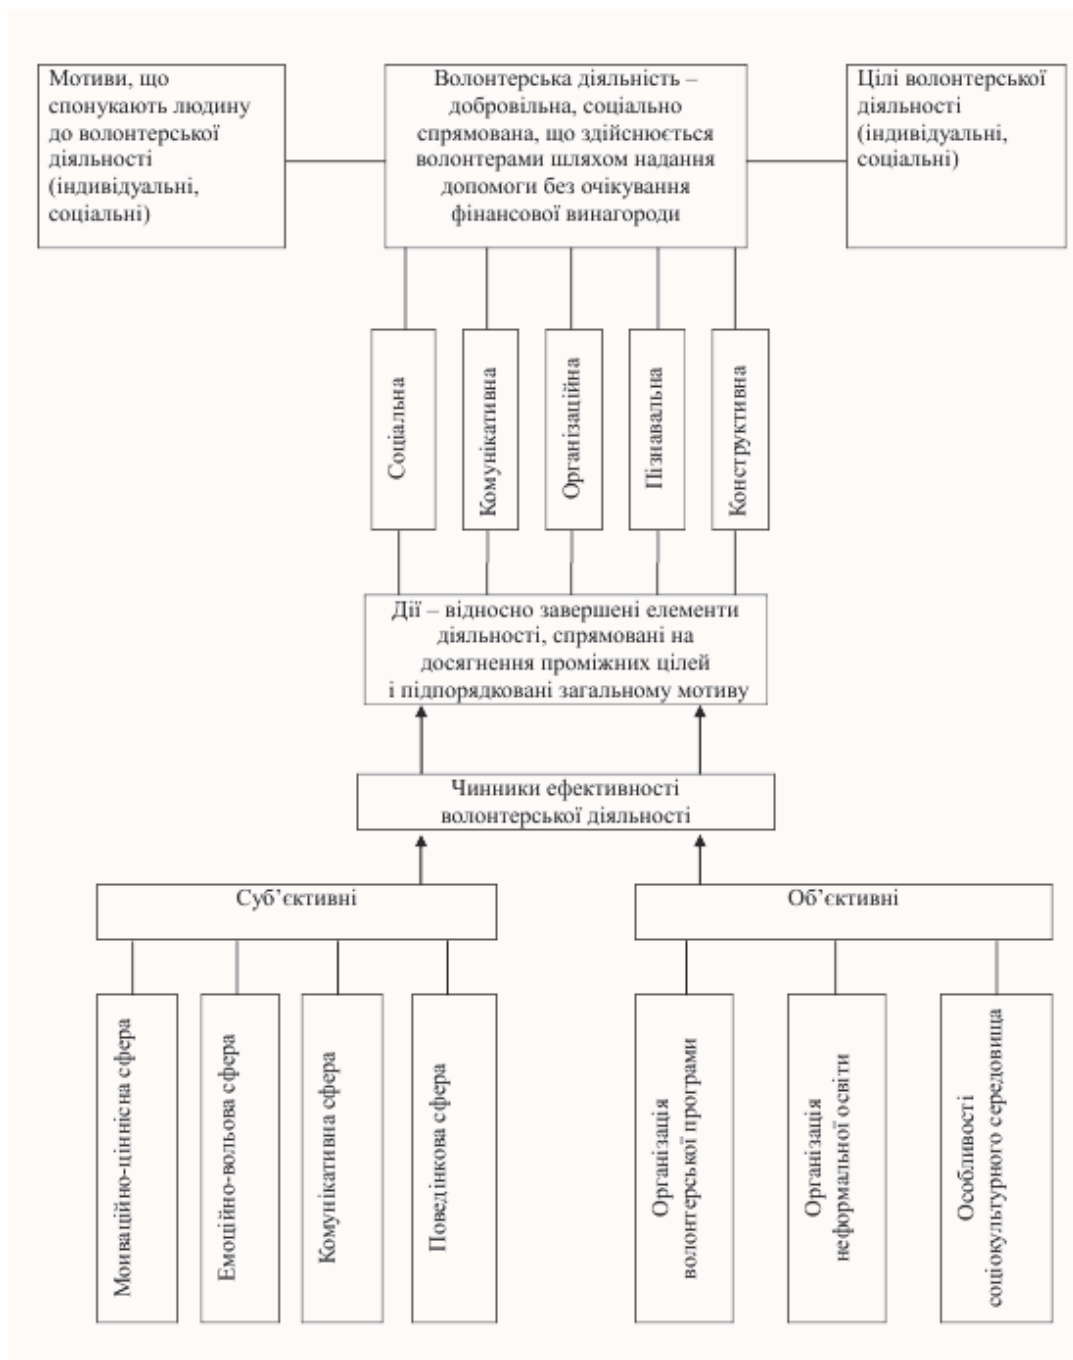 Мотиви, що
спонукають людину
до волонтерської
діяльності
(індивідуальні,
соціальні)
Волонтерська діяльність –
добровільна, соціально
спрямована, що здійснюється
волонтерами шляхом надання
допомоги без очікування
фінансової винагороди
Цілі волонтерської
діяльності
(індивідуальні,
соціальні)
Соціальна
Комунікативна
Організаційна
Пізнавальна
Конструктивна
Дії – відносно завершені елементи
діяльності, спрямовані на
досягнення проміжних цілей
і підпорядковані загальному мотиву
Чинники ефективності
волонтерської діяльності
Суб’єктивні
Об’єктивні
Моиваційно-ціннісна сфера
Емоційно-вольова сфера
Комунікативна сфера
Поведінкова сфера
Організація
волонтерської програми
Організація
неформальної освіти
Особливості
соціокультурного середовища